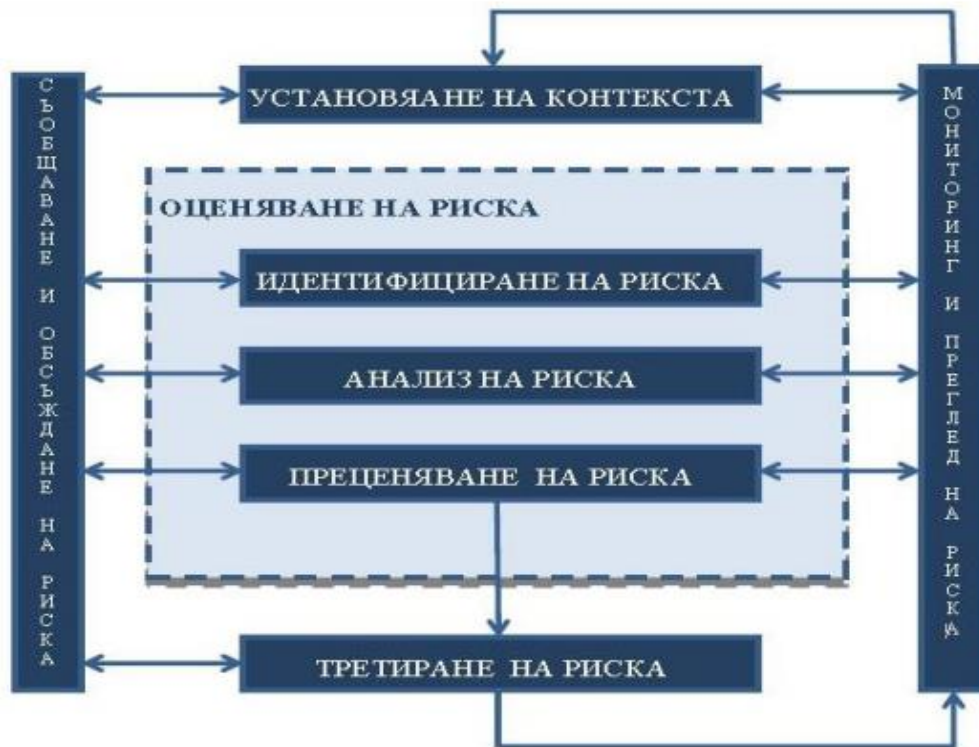 СЪОБЩАВАНЕ И ОБСЪЖДАНЕ НА РИСКА
УСТАНОВЯАНЕ НА КОНТЕКСТА
ОЦЕНЯВАНЕ НА РИСКА
ИДЕНТИФИЦИРАНЕ НА РИСКА
АНАЛИЗ НА РИСКА
ПРЕЦЕНЯВАНЕ НА РИСКА
ТРЕТИРАНЕ НА РИСКА
МОНИТОРИНГ И ПРЕГЛЕД НА РИСКА